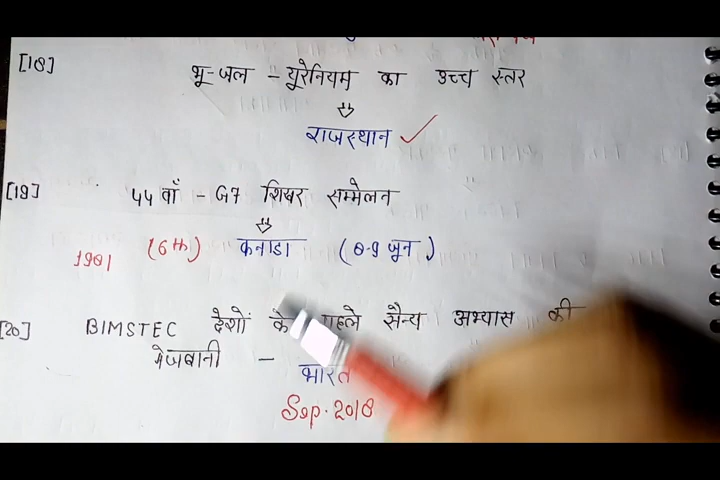 [18] भू-जल - यूरेनियम का उच्च स्तर
⇓
राजस्थान ✓
[19] 44वाँ - G7 शिखर सम्मेलन
⇓
1981 (6th) कनाडा (8-9 जून)
[20] BIMSTEC देशों के पहले सैन्य अभ्यास की
मेजबानी - भारत
Sep. 2018